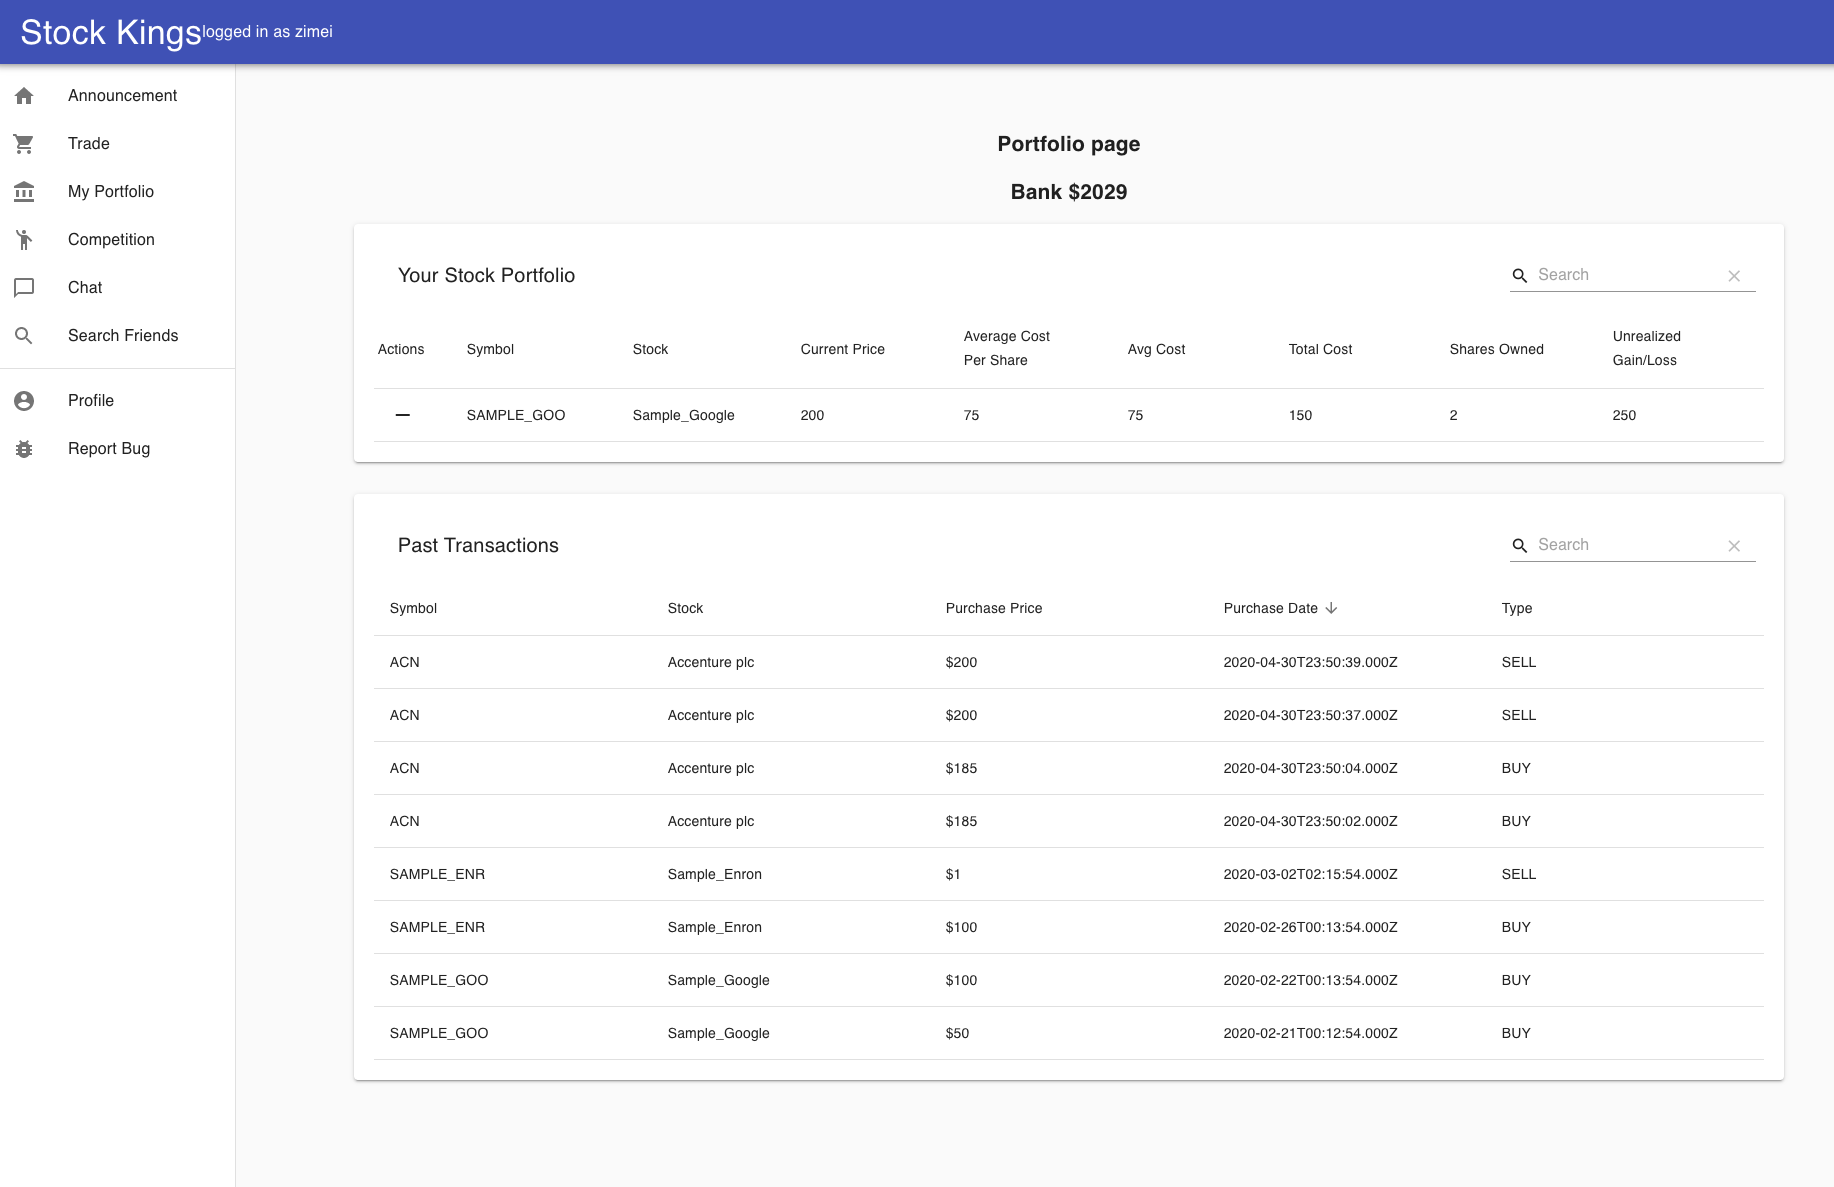 Stock Kings logged in as zimei
Announcement
Trade
My Portfolio
Competition
Chat
Search Friends
Profile
Report Bug
Portfolio page
Bank $2029
Your Stock Portfolio
Search
Actions Symbol Stock Current Price Average Cost Per Share Avg Cost Total Cost Shares Owned Unrealized Gain/Loss
SAMPLE_GOO Sample_Google 200 75 75 150 2 250
Past Transactions
Search
Symbol Stock Purchase Price Purchase Date Type
ACN Accenture plc $200 2020-04-30T23:50:39.000Z SELL
ACN Accenture plc $200 2020-04-30T23:50:37.000Z SELL
ACN Accenture plc $185 2020-04-30T23:50:04.000Z BUY
ACN Accenture plc $185 2020-04-30T23:50:02.000Z BUY
SAMPLE_ENR Sample_Enron $1 2020-03-02T02:15:54.000Z SELL
SAMPLE_ENR Sample_Enron $100 2020-02-26T00:13:54.000Z BUY
SAMPLE_GOO Sample_Google $100 2020-02-22T00:13:54.000Z BUY
SAMPLE_GOO Sample_Google $50 2020-02-21T00:12:54.000Z BUY